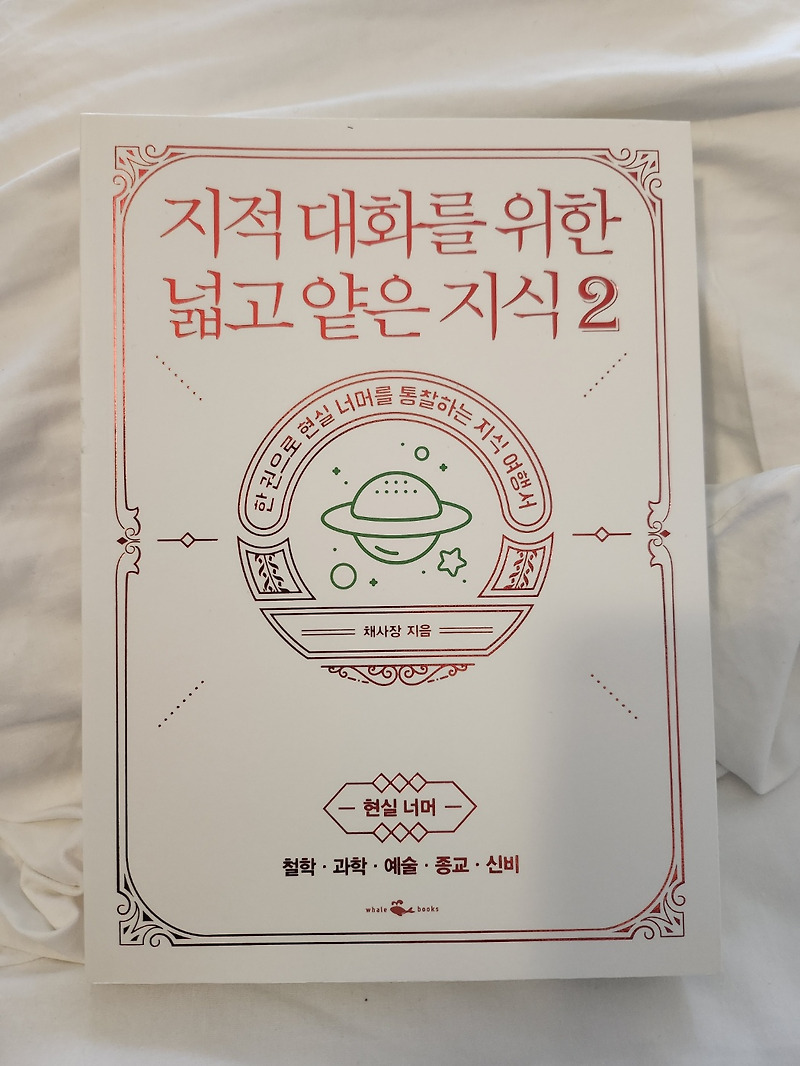 지적 대화를 위한
넓고 얕은 지식 2
한 권으로 현실 너머를 통찰하는 지식 여행서
채사장 지음
현실 너머
철학 · 과학 · 예술 · 종교 · 신비
whale books